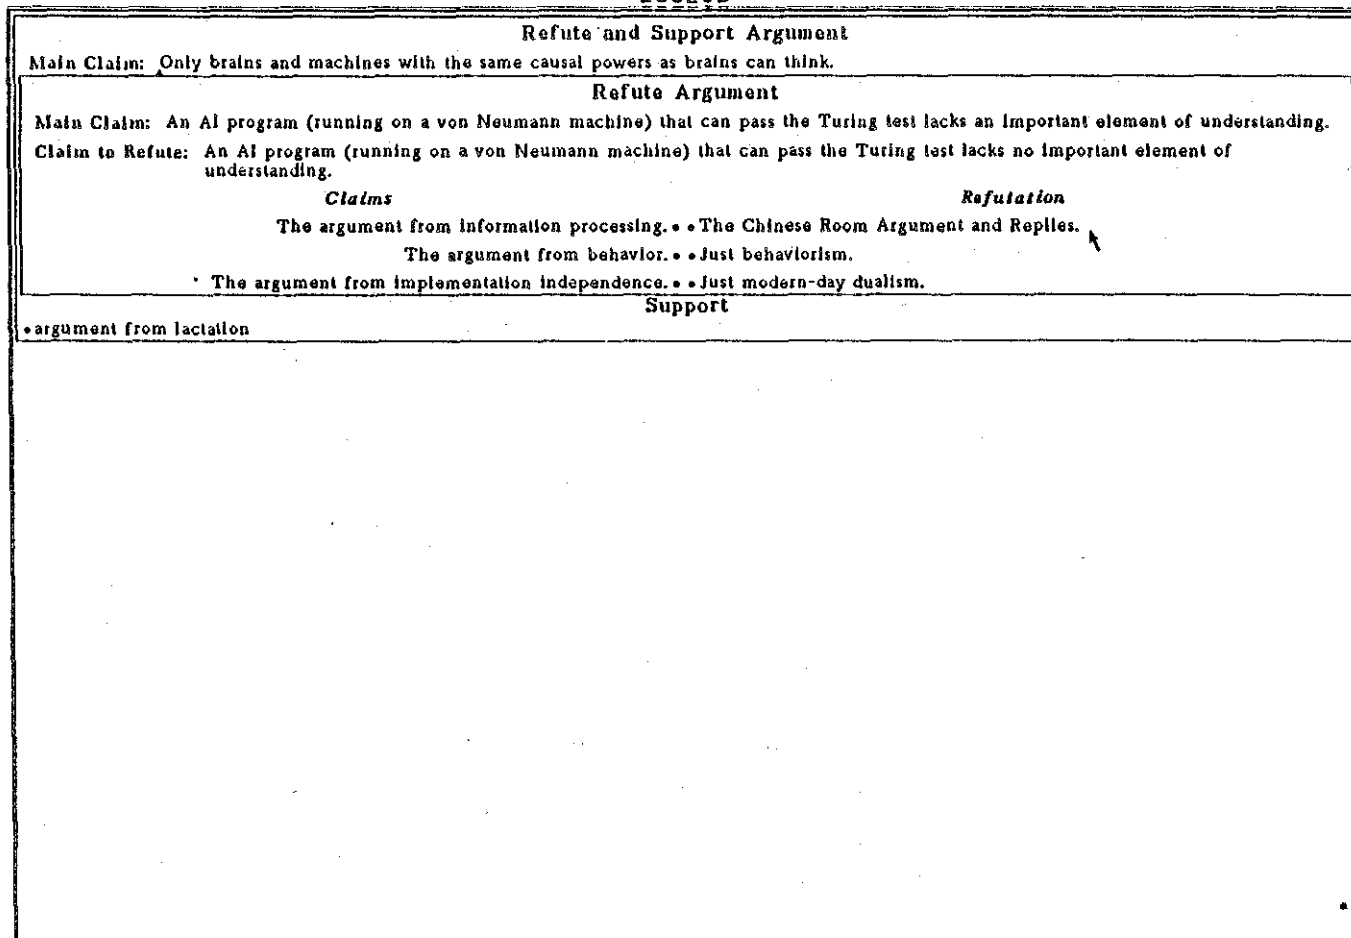 Refute and Support Argument
Main Claim: Only brains and machines with the same causal powers as brains can think.
Refute Argument
Main Claim: An AI program (running on a von Neumann machine) that can pass the Turing test lacks an important element of understanding.
Claim to Refute: An AI program (running on a von Neumann machine) that can pass the Turing test lacks no important element of
understanding.
Claims Refutation
The argument from information processing. • • The Chinese Room Argument and Replies.
The argument from behavior. • • Just behaviorism.
The argument from implementation independence. • • Just modern-day dualism.
Support
• argument from lactation